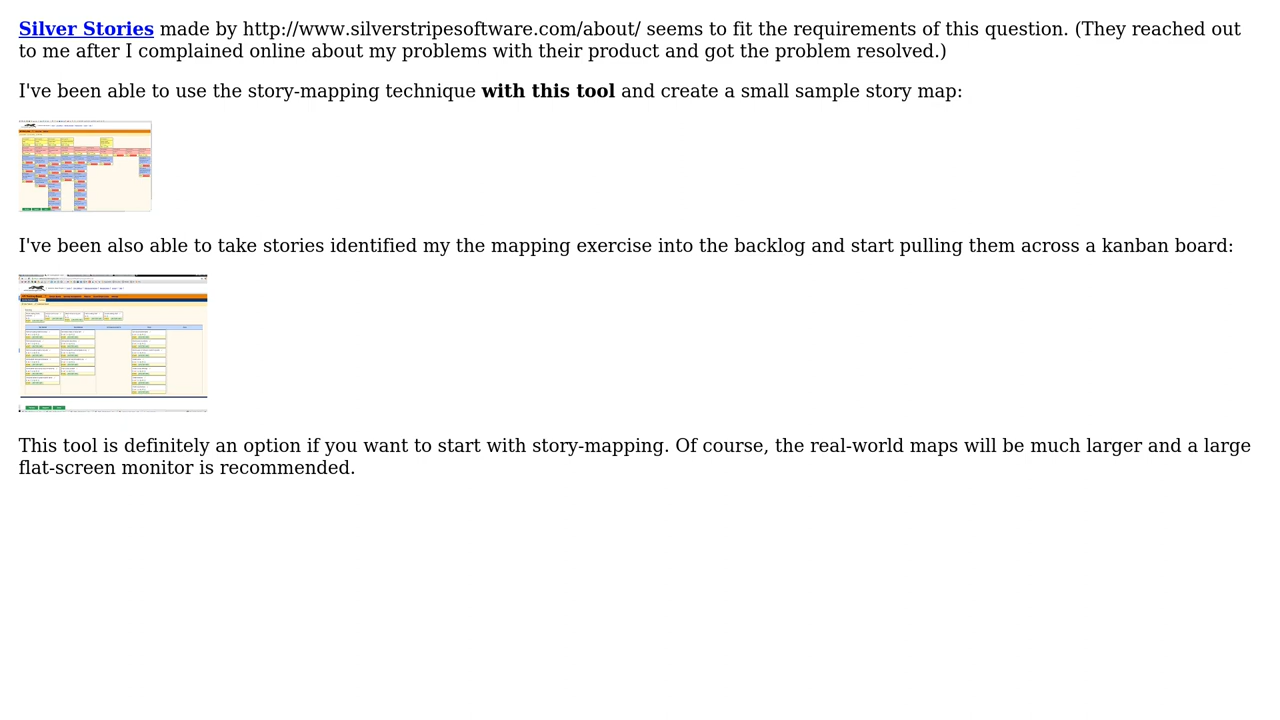 Silver Stories made by http://www.silverstripesoftware.com/about/ seems to fit the requirements of this question. (They reached out
to me after I complained online about my problems with their product and got the problem resolved.)
I've been able to use the story-mapping technique with this tool and create a small sample story map:
I've been also able to take stories identified my the mapping exercise into the backlog and start pulling them across a kanban board:
This tool is definitely an option if you want to start with story-mapping. Of course, the real-world maps will be much larger and a large
flat-screen monitor is recommended.